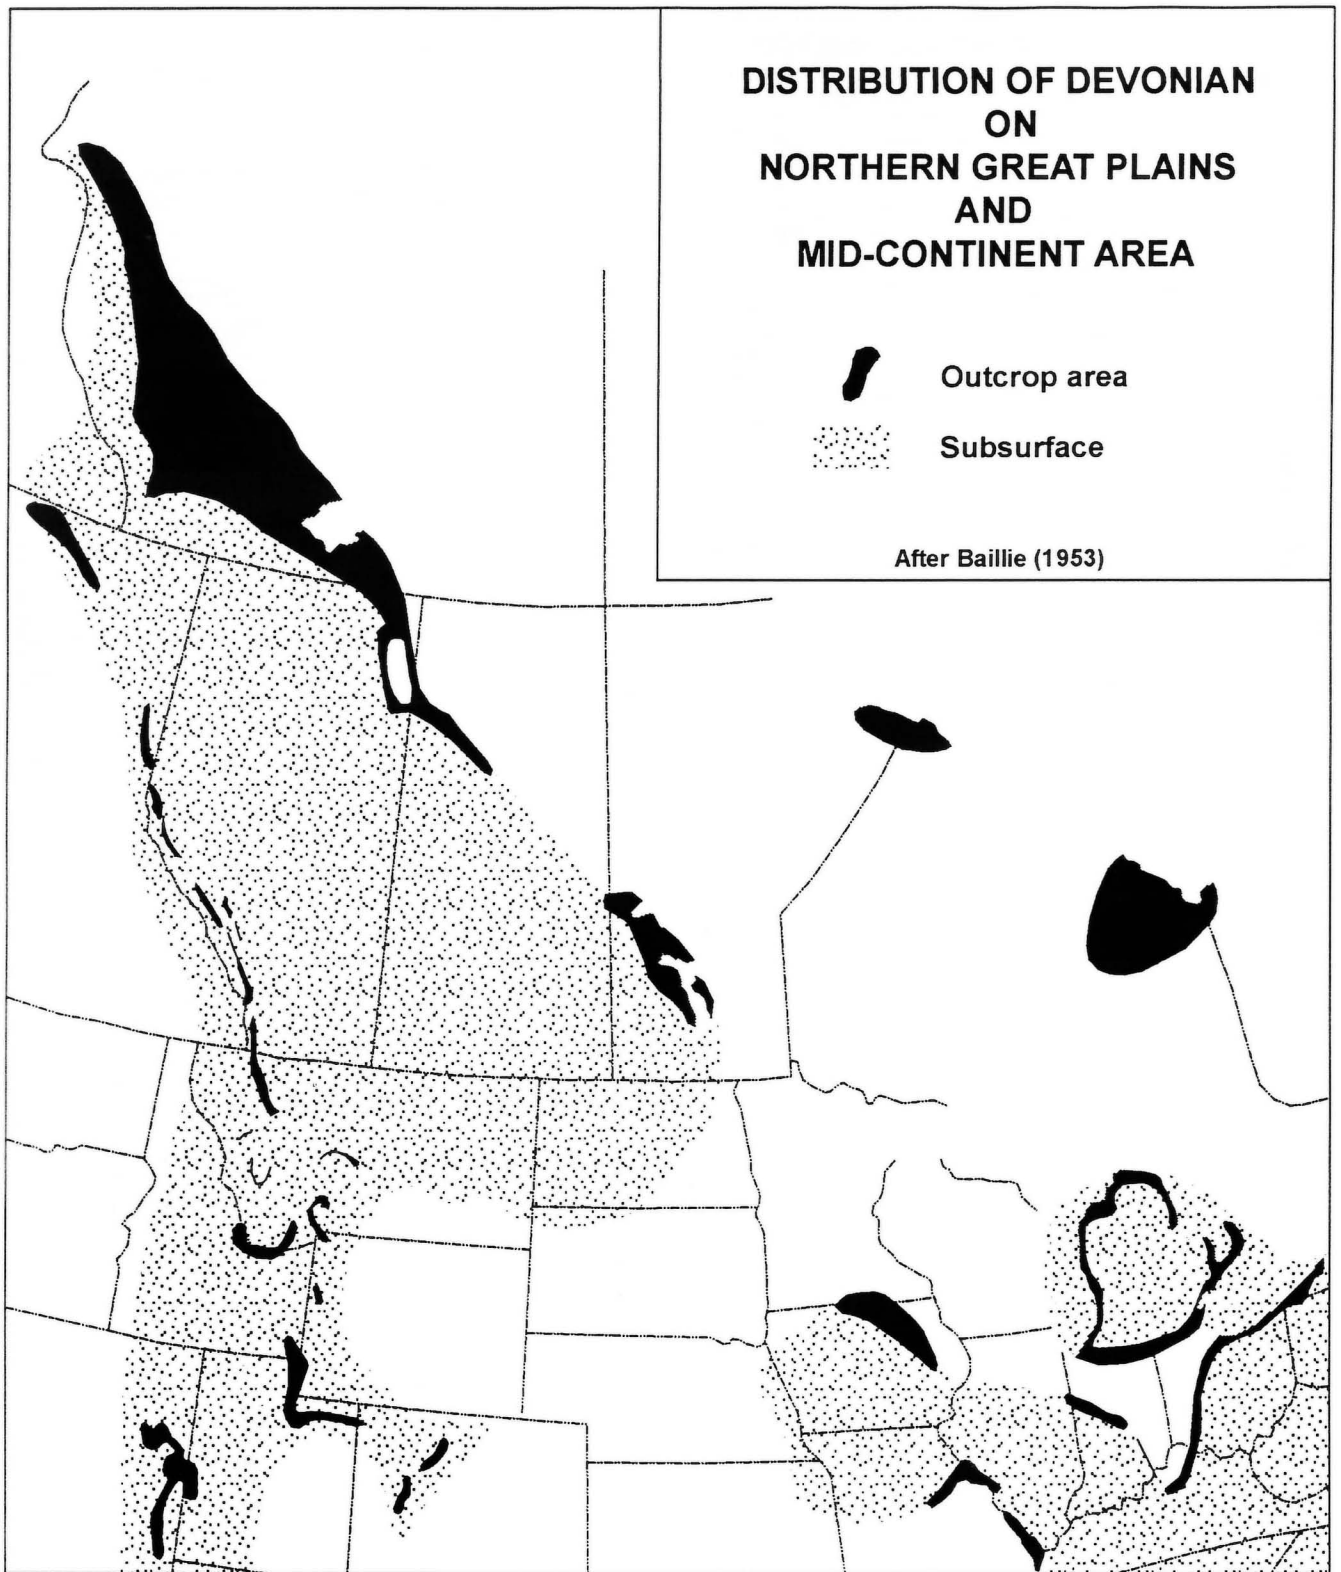 DISTRIBUTION OF DEVONIAN
ON
NORTHERN GREAT PLAINS
AND
MID-CONTINENT AREA
Outcrop area
Subsurface
After Baillie (1953)